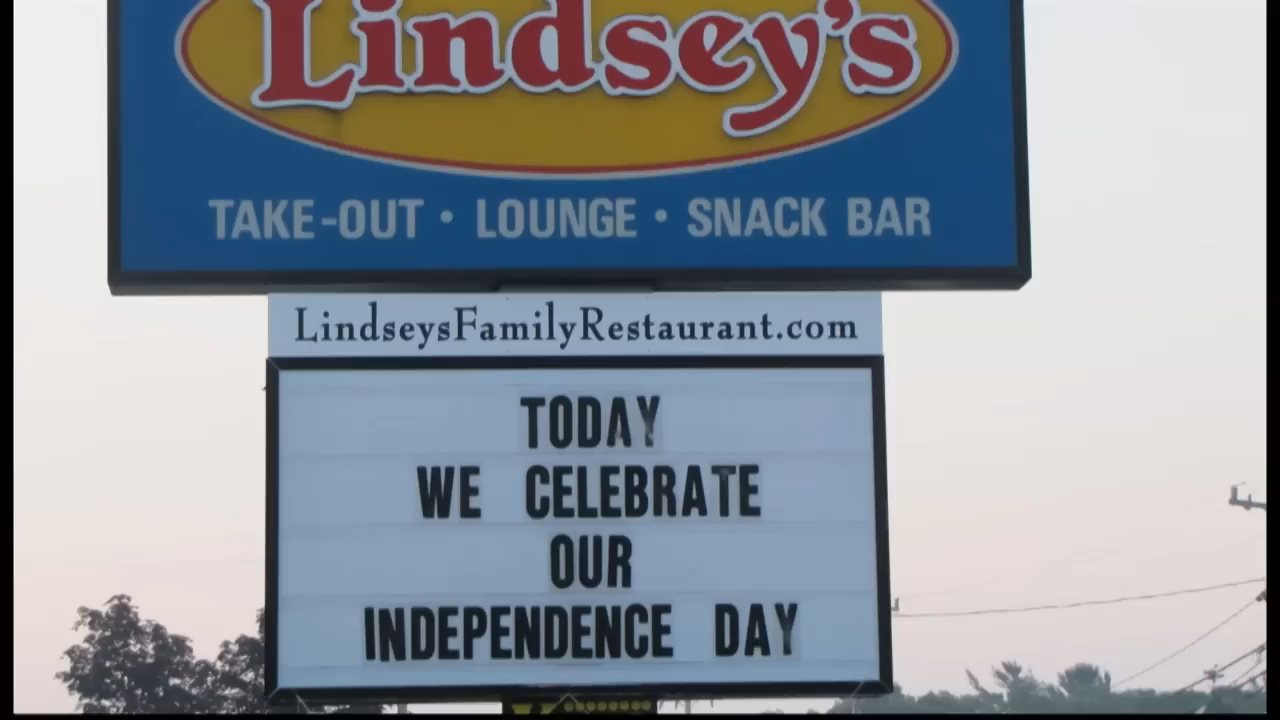 Lindsey's
TAKE-OUT • LOUNGE • SNACK BAR
LindseysFamilyRestaurant.com
TODAY
WE CELEBRATE
OUR
INDEPENDENCE DAY